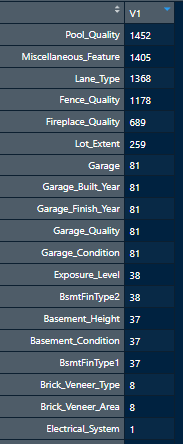 V1
Pool_Quality 1452
Miscellaneous_Feature 1405
Lane_Type 1368
Fence_Quality 1178
Fireplace_Quality 689
Lot_Extent 259
Garage 81
Garage_Built_Year 81
Garage_Finish_Year 81
Garage_Quality 81
Garage_Condition 81
Exposure_Level 38
BsmtFinType2 38
Basement_Height 37
Basement_Condition 37
BsmtFinType1 37
Brick_Veneer_Type 8
Brick_Veneer_Area 8
Electrical_System 1